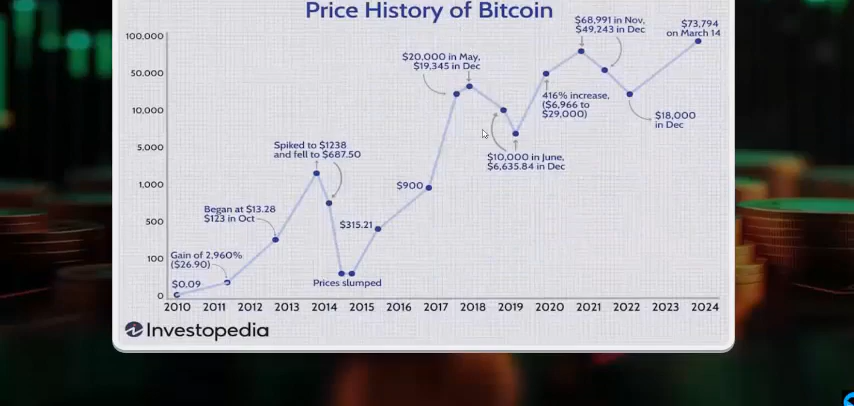 Price History of Bitcoin
100,000
50,000
10,000
5,000
1,000
500
100
0
$0.09
Gain of 2,960%
($26.90)
Began at $13.28
$123 in Oct
Spiked to $1238
and fell to $687.50
Prices slumped
$315.21
$900
$20,000 in May,
$19,345 in Dec
$10,000 in June,
$6,635.84 in Dec
416% increase,
($6,966 to
$29,000)
$68,991 in Nov,
$49,243 in Dec
$18,000
in Dec
$73,794
on March 14
2010 2011 2012 2013 2014 2015 2016 2017 2018 2019 2020 2021 2022 2023 2024
Investopedia